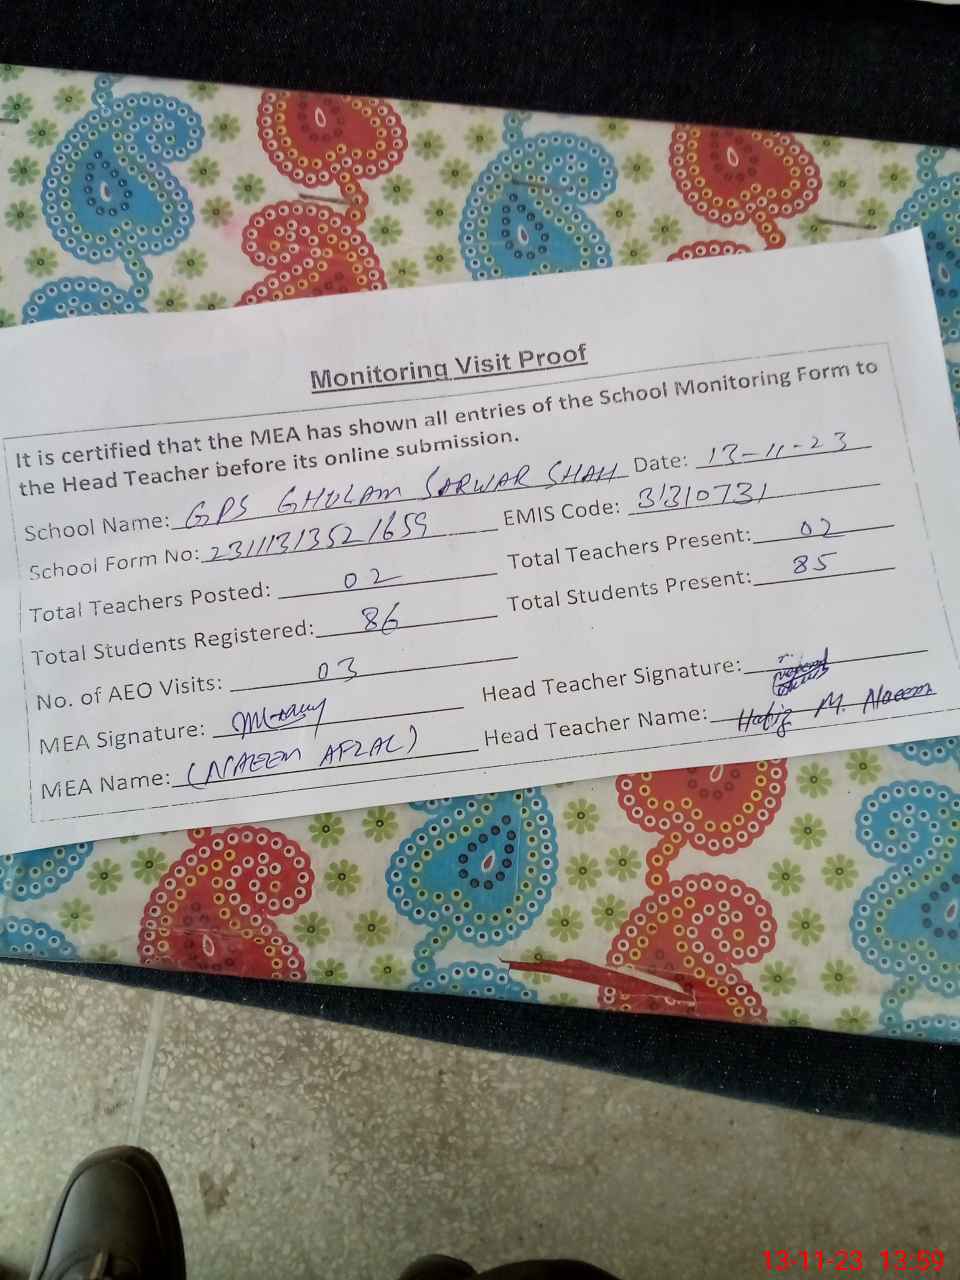 Monitoring Visit Proof
It is certified that the MEA has shown all entries of the School Monitoring Form to
the Head Teacher before its online submission.
School Name: GPS GHULAM SARWAR SHAH Date: 13-11-23
School Form No: 23111313521659 EMIS Code: 31310731
Total Teachers Posted: 02 Total Teachers Present: 02
Total Students Registered: 86 Total Students Present: 85
No. of AEO Visits: 03
MEA Signature: Head Teacher Signature:
MEA Name: (NAEEM AFZAL) Head Teacher Name: Hafiz M. Naeem
13-11-23 13:59